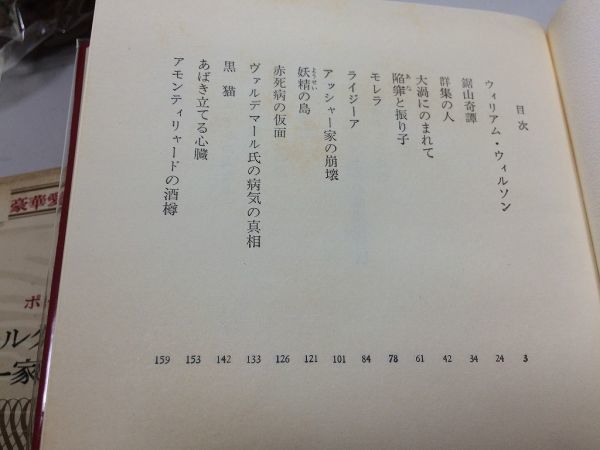 目次
ウィリアム・ウィルソン 3
鋸山奇譚 24
群集の人 34
大渦にのまれて 42
陥穽と振り子 61
あな
モレラ 78
ライジーア 84
アッシャー家の崩壊 101
妖精の島 121
ようせい
赤死病の仮面 126
ヴァルデマール氏の病気の真相 133
黒猫 142
あばき立てる心臓 153
アモンティリャードの酒樽 159
豪華
ポ
ル
家